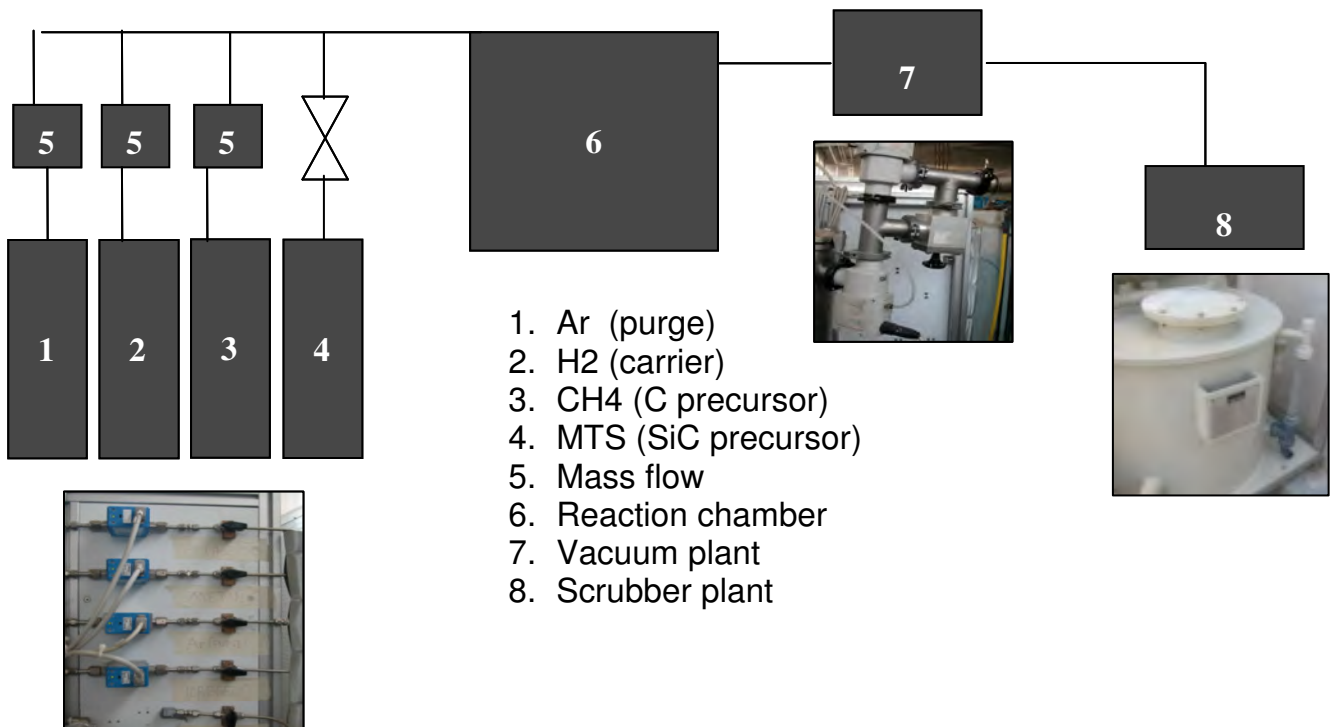 5 5 5
6
7
8
1 2 3 4
1. Ar (purge)
2. H2 (carrier)
3. CH4 (C precursor)
4. MTS (SiC precursor)
5. Mass flow
6. Reaction chamber
7. Vacuum plant
8. Scrubber plant